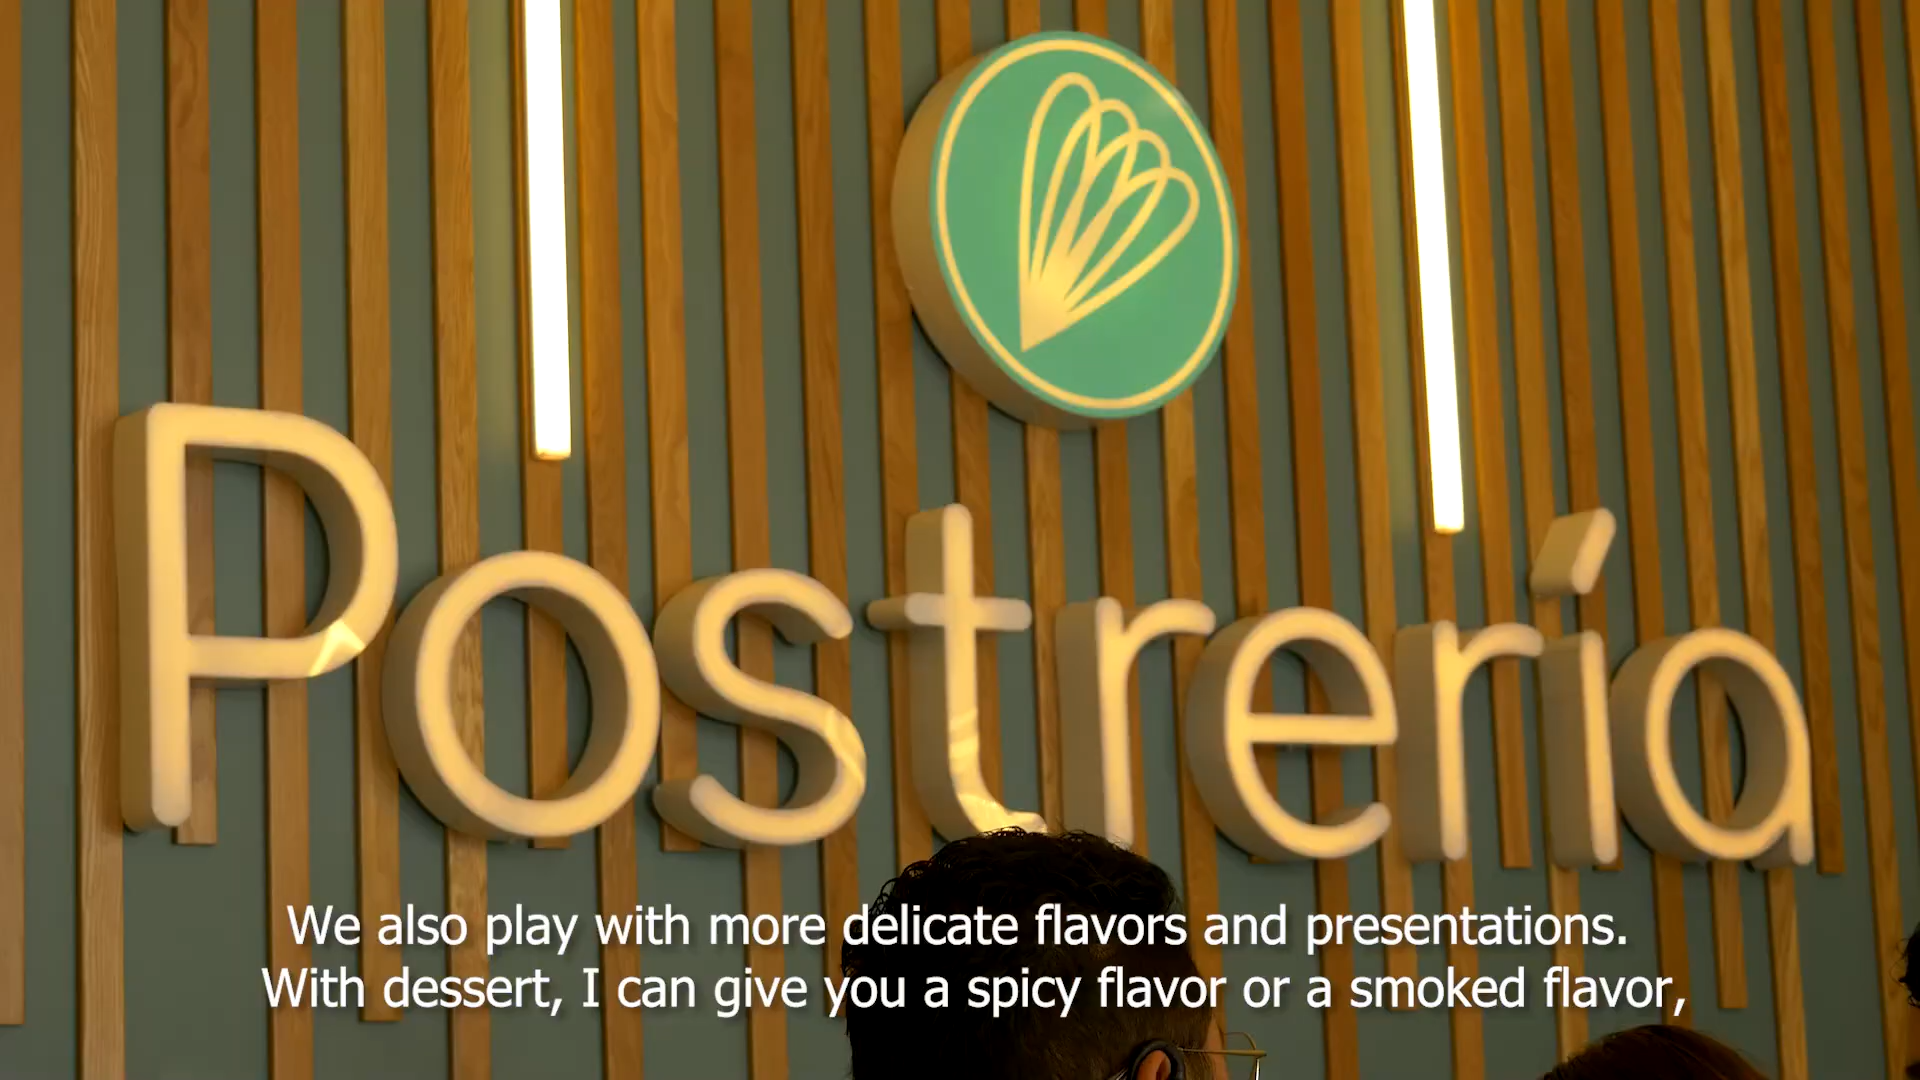 Postrería
We also play with more delicate flavors and presentations.
With dessert, I can give you a spicy flavor or a smoked flavor,